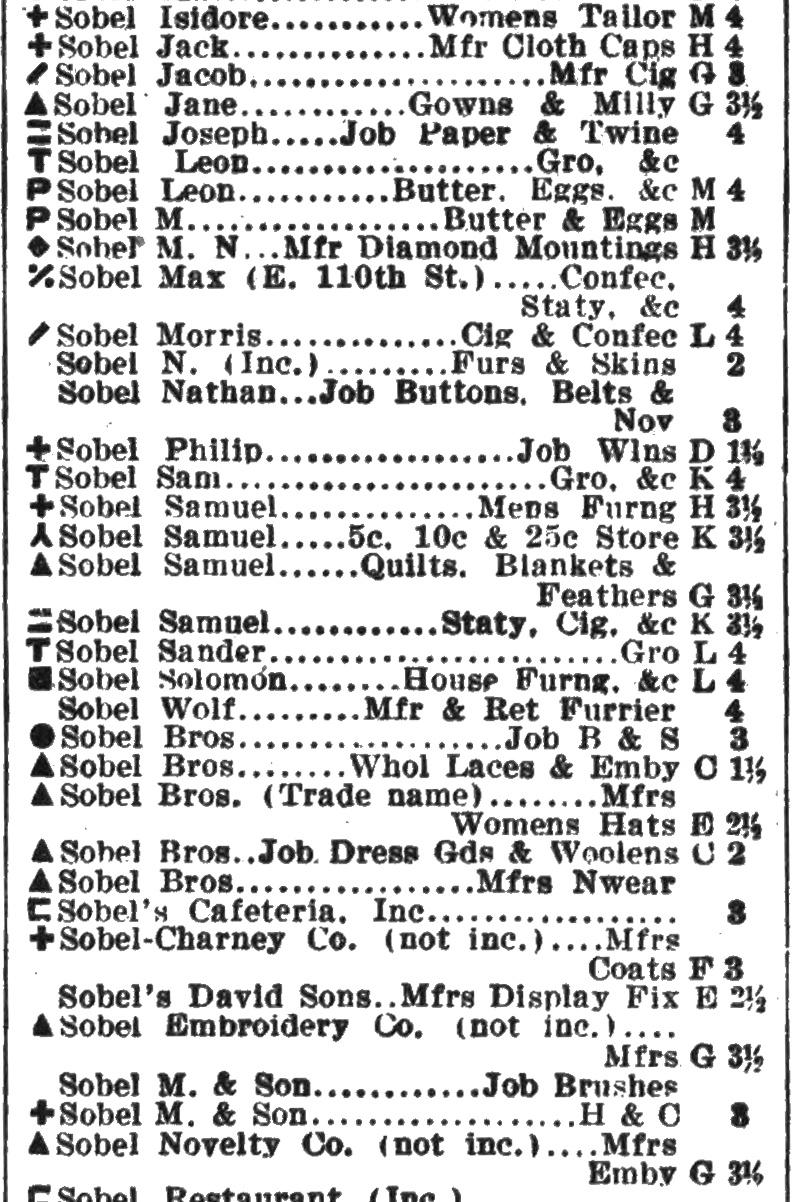 Sobel Isidore...........Womens Tailor M 4
Sobel Jack..............Mfr Cloth Caps H 4
Sobel Jacob.....................Mfr Cig G 3
Sobel Jane............Gowns & Milly G 3½
Sobel Joseph.....Job Paper & Twine 4
T Sobel Leon....................Gro, &c
P Sobel Leon...........Butter, Eggs, &c M 4
P Sobel M..................Butter & Eggs M
Sobel M. N...Mfr Diamond Mountings H 3½
Sobel Max (E. 110th St.).....Confec,
Staty, &c 4
Sobel Morris..............Cig & Confec L 4
Sobel N. (Inc.).........Furs & Skins 2
Sobel Nathan...Job Buttons, Belts &
Nov 3
Sobel Philip..................Job Wlns D 1½
T Sobel Sam.......................Gro, &c K 4
Sobel Samuel..............Mens Furng H 3½
Sobel Samuel.....5c, 10c & 25c Store K 3½
Sobel Samuel......Quilts, Blankets &
Feathers G 3½
Sobel Samuel............Staty, Cig, &c K 3½
T Sobel Sander.........................Gro L 4
Sobel Solomon........House Furng, &c L 4
Sobel Wolf.........Mfr & Ret Furrier 4
Sobel Bros...................Job B & S 3
Sobel Bros........Whol Laces & Emby C 1½
Sobel Bros. (Trade name)........Mfrs
Womens Hats E 2½
Sobel Bros..Job Dress Gds & Woolens C 2
Sobel Bros.................Mfrs Nwear
Sobel's Cafeteria, Inc.................. 3
Sobel-Charney Co. (not inc.)....Mfrs
Coats F 3
Sobel's David Sons..Mfrs Display Fix E 2½
Sobel Embroidery Co. (not inc.)....
Mfrs G 3½
Sobel M. & Son............Job Brushes
Sobel M. & Son...................H & C 3
Sobel Novelty Co. (not inc.)....Mfrs
Emby G 3½
Sobel Restaurant (Inc.)